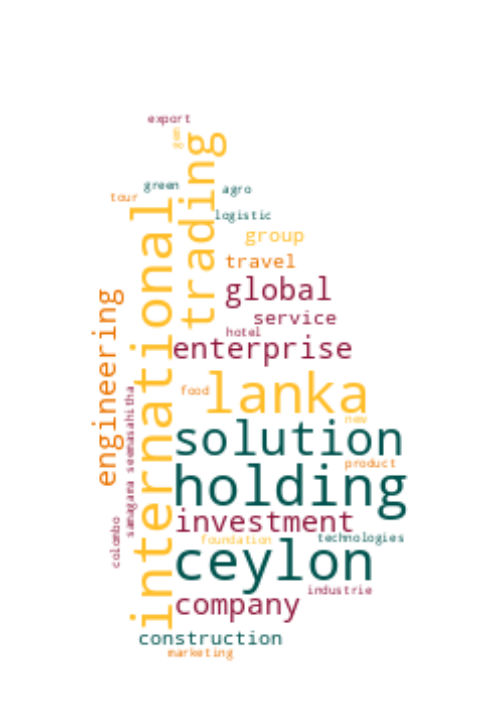 export
gem
trading
green
agro
tour
logistic
international
group
travel
global
engineering
service
hotel
enterprise
food
lanka
samagara seemasahitha
new
solution
product
holding
investment
colombo
foundation
technologies
ceylon
industrie
company
construction
marketing